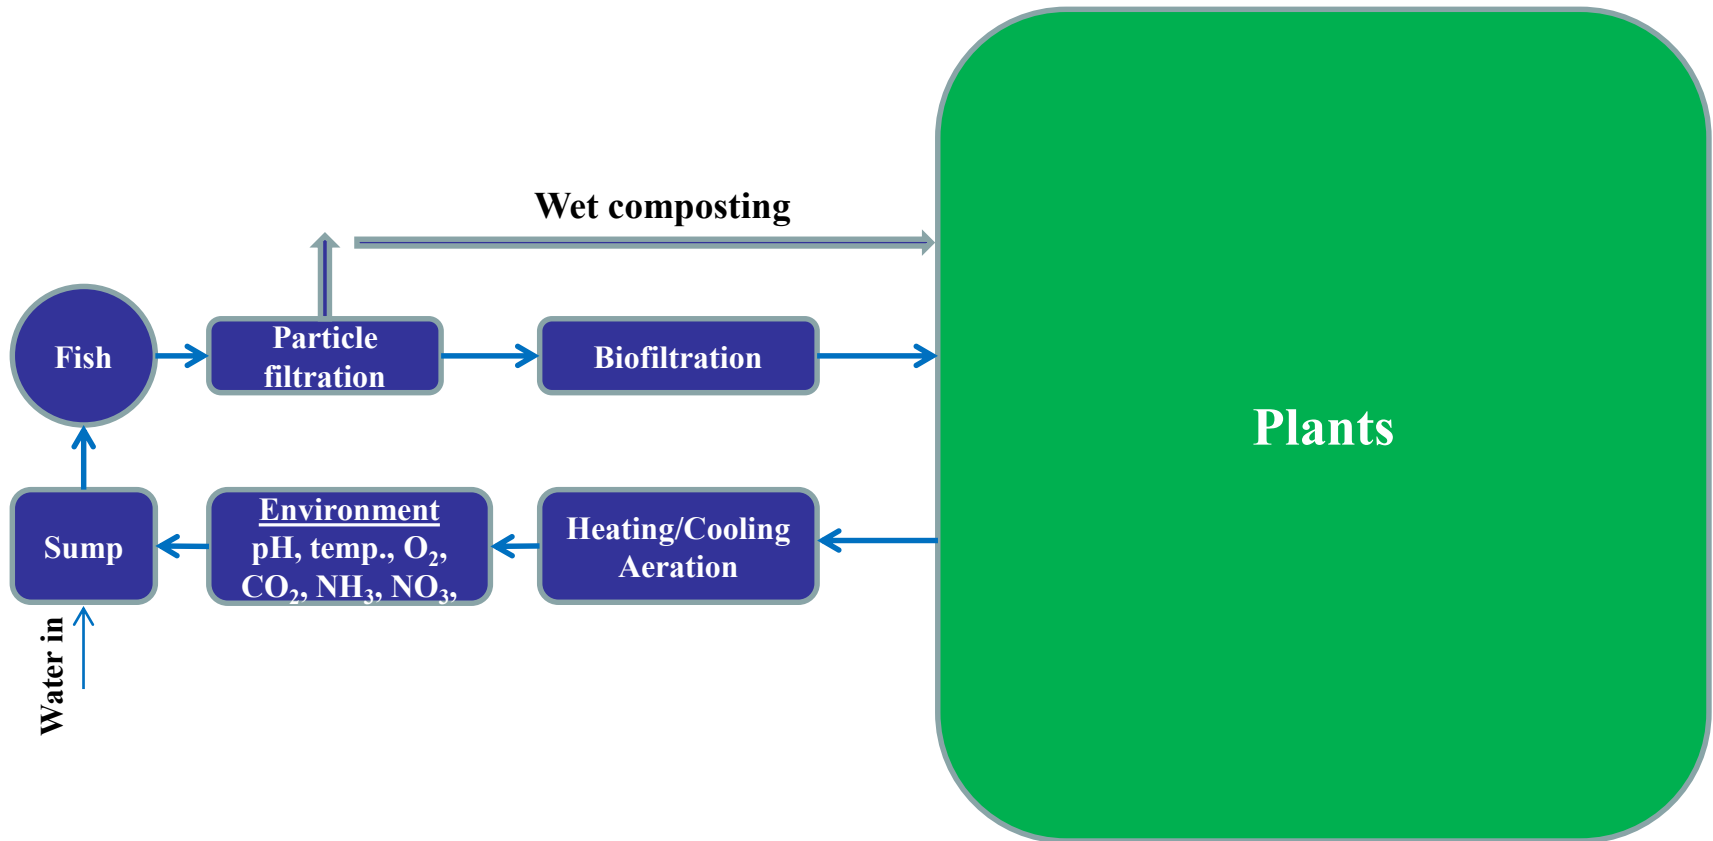 Wet composting
Fish
Particle
filtration
Biofiltration
Plants
Sump
Environment
pH, temp., O₂,
CO₂, NH₃, NO₃,
Heating/Cooling
Aeration
Water in